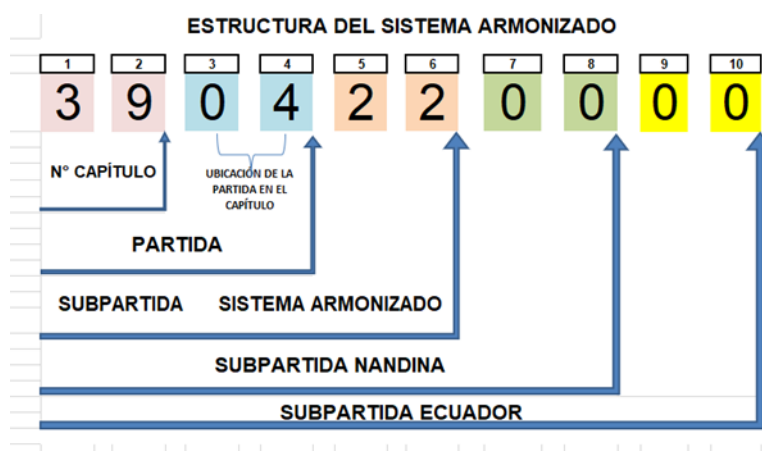 ESTRUCTURA DEL SISTEMA ARMONIZADO
1 2 3 4 5 6 7 8 9 10
3 9 0 4 2 2 0 0 0 0
N° CAPÍTULO
UBICACIÓN DE LA
PARTIDA EN EL
CAPÍTULO
PARTIDA
SUBPARTIDA SISTEMA ARMONIZADO
SUBPARTIDA NANDINA
SUBPARTIDA ECUADOR